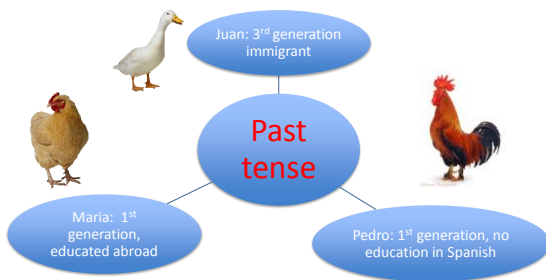 Juan: 3rd generation
immigrant
Past
tense
Maria: 1st
generation,
educated abroad
Pedro: 1st generation, no
education in Spanish